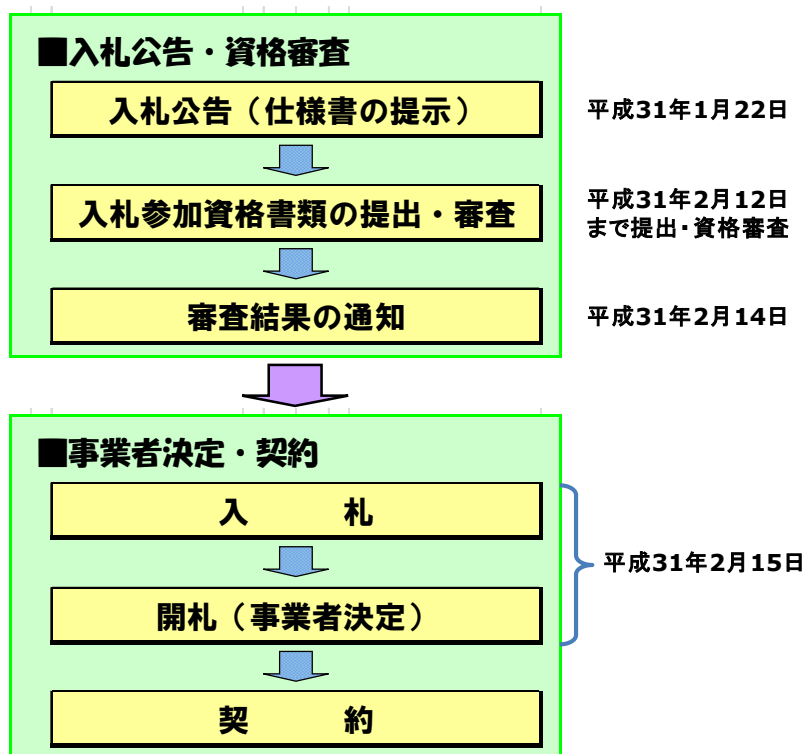 ■入札公告・資格審査
入札公告（仕様書の提示）
平成31年1月22日
入札参加資格書類の提出・審査
平成31年2月12日
まで提出・資格審査
審査結果の通知
平成31年2月14日
■事業者決定・契約
入　　　札
平成31年2月15日
開札（事業者決定）
契　　　約